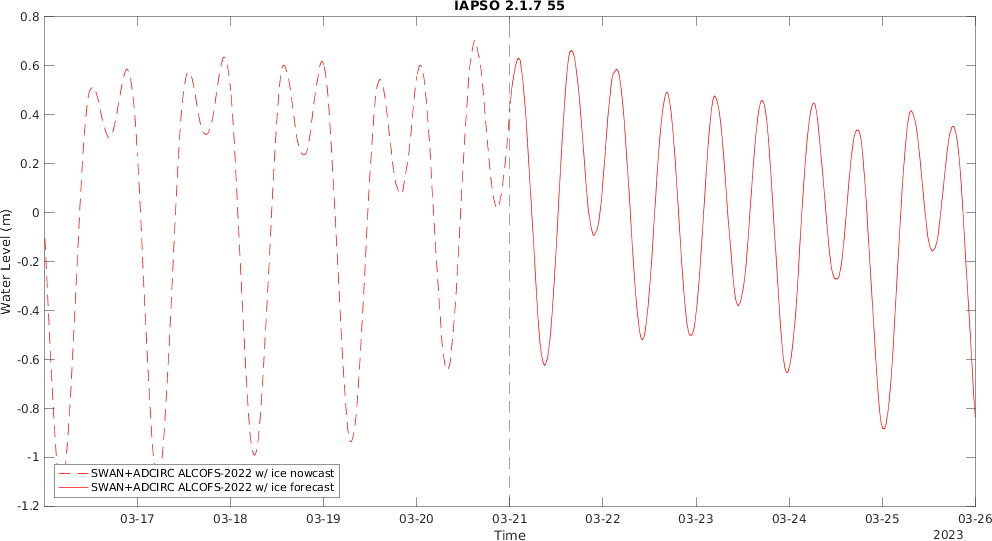 IAPSO 2.1.7 55
0.8
0.6
0.4
0.2
0
-0.2
-0.4
-0.6
-0.8
-1
-1.2
Water Level (m)
SWAN+ADCIRC ALCOFS-2022 w/ ice nowcast
SWAN+ADCIRC ALCOFS-2022 w/ ice forecast
03-17 03-18 03-19 03-20 03-21 03-22 03-23 03-24 03-25 03-26
Time
2023